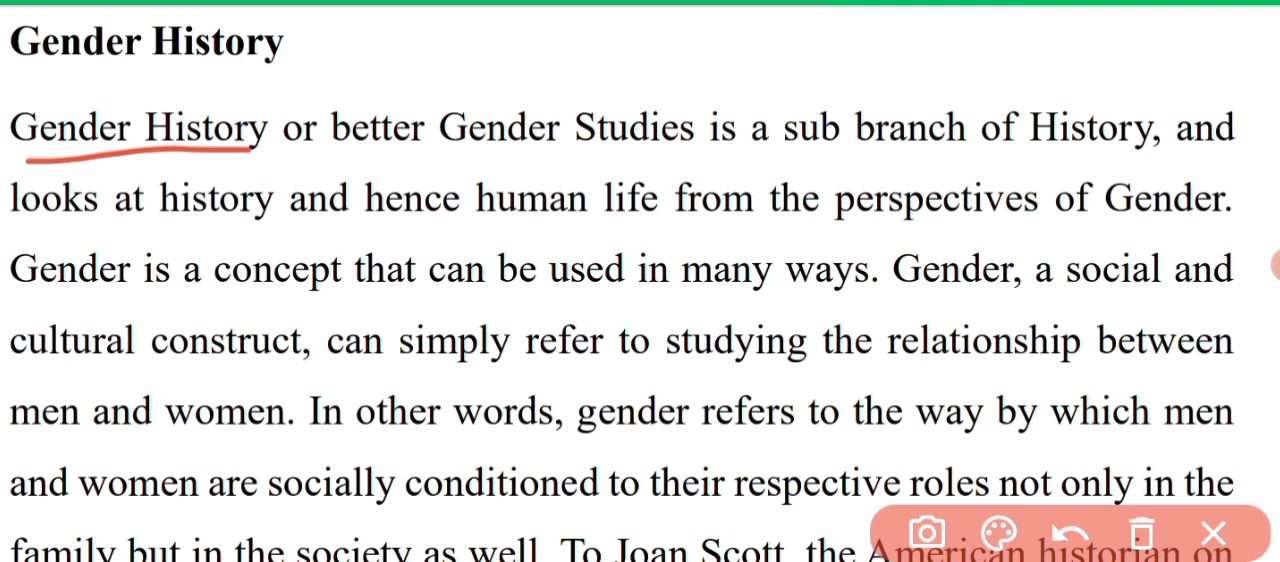 Gender History
Gender History or better Gender Studies is a sub branch of History, and
looks at history and hence human life from the perspectives of Gender.
Gender is a concept that can be used in many ways. Gender, a social and
cultural construct, can simply refer to studying the relationship between
men and women. In other words, gender refers to the way by which men
and women are socially conditioned to their respective roles not only in the
family but in the society as well. To Joan Scott, the American historian on